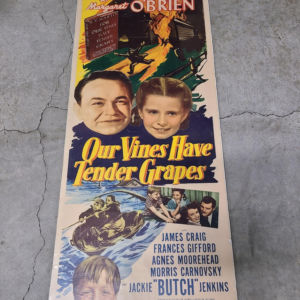 Margaret O'BRIEN
Our Vines Have
Tender Grapes
JAMES CRAIG
FRANCES GIFFORD
AGNES MOOREHEAD
MORRIS CARNOVSKY
JACKIE "BUTCH" JENKINS